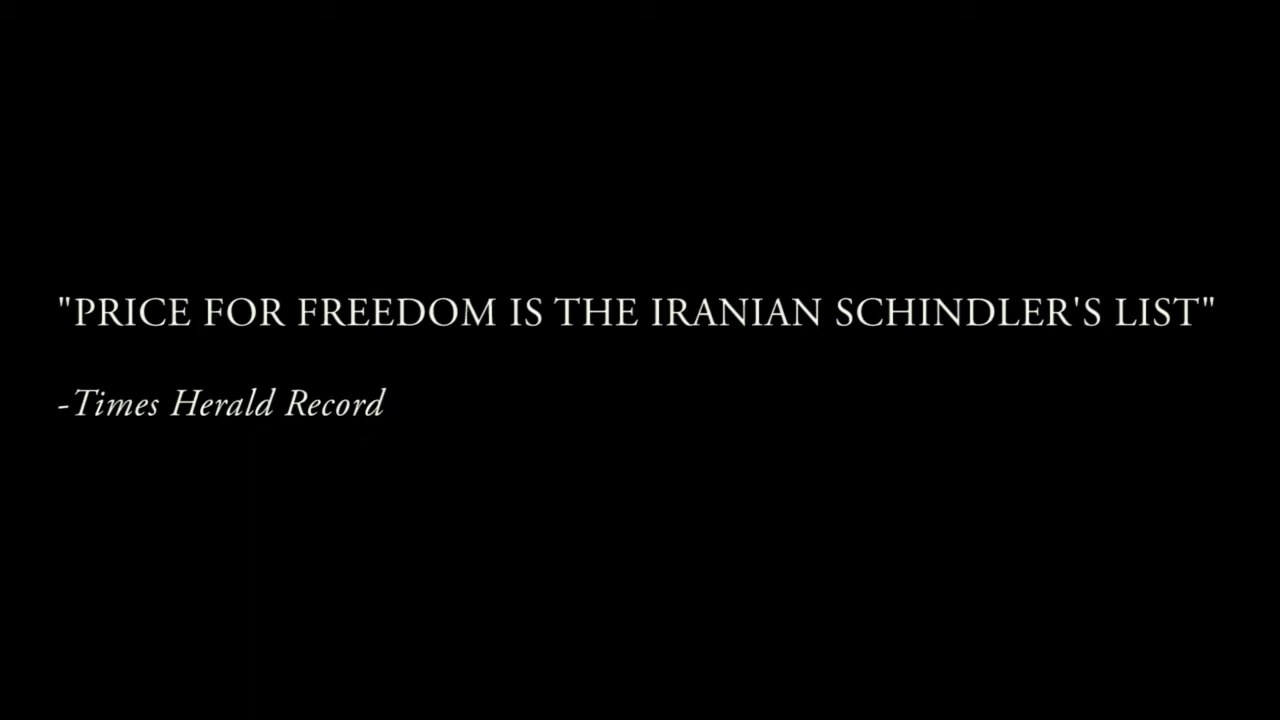 "PRICE FOR FREEDOM IS THE IRANIAN SCHINDLER'S LIST"
-Times Herald Record